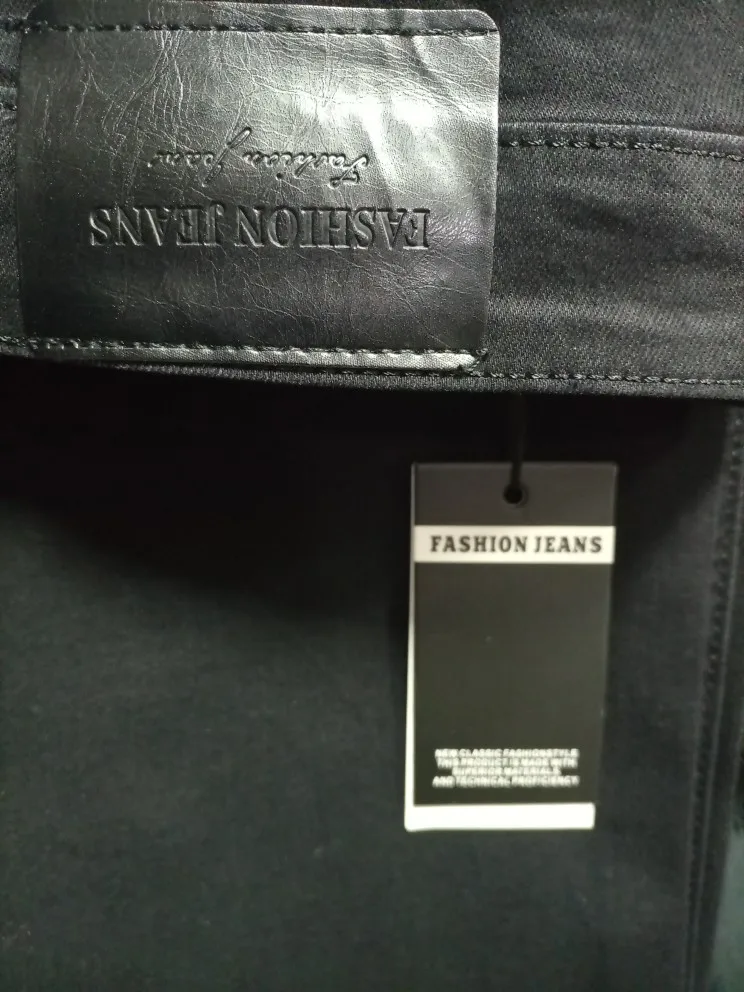 Fashion Jeans
FASHION JEANS
FASHION JEANS
NEW CLASSIC FASHIONSTYLE
THIS PRODUCT IS MADE WITH
SUPERIOR MATERIALS
AND TECHNICAL PROFICIENCY